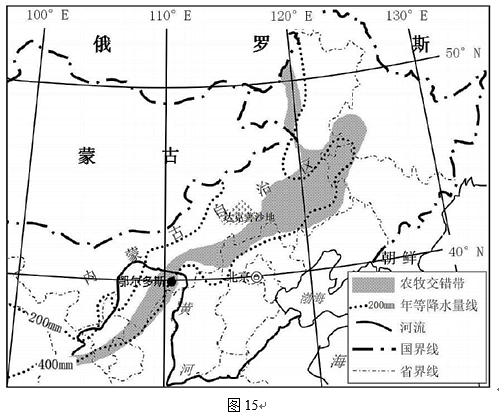 100° E
110° E
120° E
130° E
俄 罗 斯
50° N
蒙 古
内 蒙 古 自 治 区
达克赛沙地
朝鲜
40° N
鄂尔多斯
北京
渤海
黄
河
海
200mm
400mm
农牧交错带
200mm 年等降水量线
河流
国界线
省界线
图15